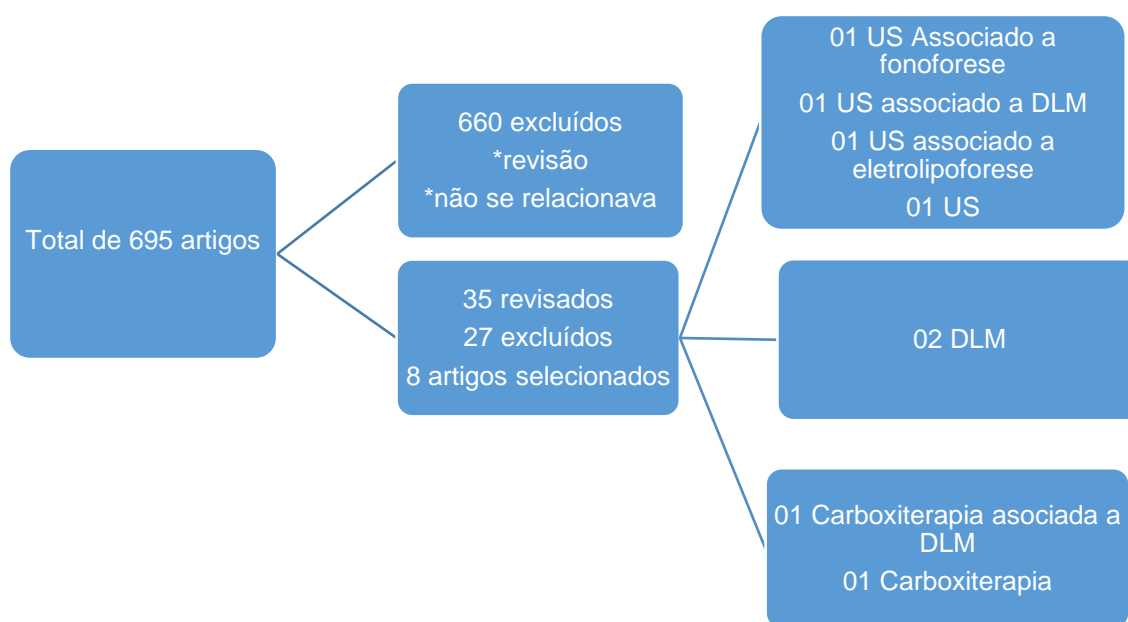 Total de 695 artigos
660 excluídos
*revisão
*não se relacionava
35 revisados
27 excluídos
8 artigos selecionados
01 US Associado a
fonoforese
01 US associado a DLM
01 US associado a
eletrolipoforese
01 US
02 DLM
01 Carboxiterapia asociada a
DLM
01 Carboxiterapia